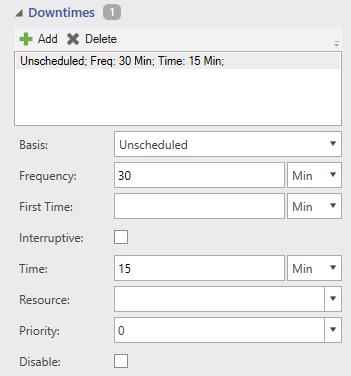 Downtimes 1
Add Delete
Unscheduled; Freq: 30 Min; Time: 15 Min;
Basis: Unscheduled
Frequency: 30 Min
First Time: Min
Interruptive:
Time: 15 Min
Resource:
Priority: 0
Disable: